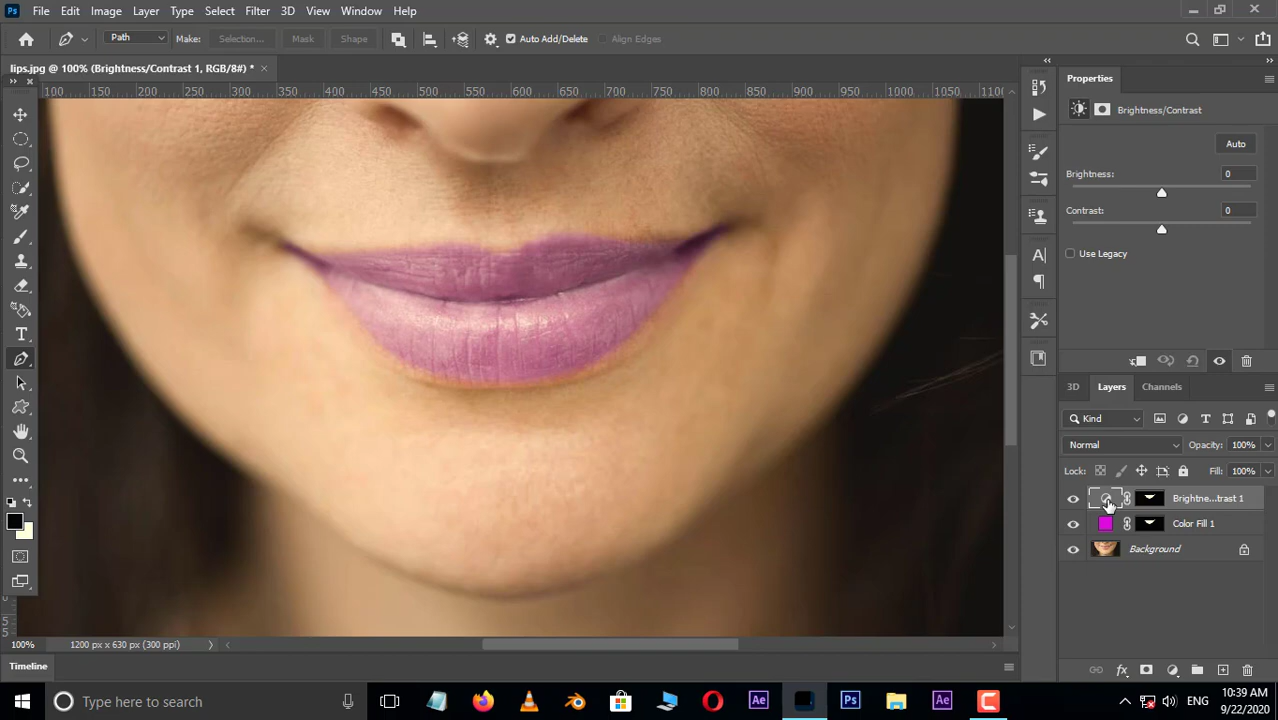 Ps File Edit Image Layer Type Select Filter 3D View Window Help
Path Make: Selection... Mask Shape Auto Add/Delete Align Edges
lips.jpg @ 100% (Brightness/Contrast 1, RGB/8#) * ×
100 150 200 250 300 350 400 450 500 550 600 650 700 750 800 850 900 950 1000 1050 1100
Properties
Brightness/Contrast
Auto
Brightness: 0
Contrast: 0
Use Legacy
3D Layers Channels
Kind
Normal Opacity: 100%
Lock: Fill: 100%
Brightne...trast 1
Color Fill 1
Background
5
5
100% 1200 px x 630 px (300 ppi)
Timeline
Type here to search
Ae Ps Ae
ENG
10:39 AM
9/22/2020